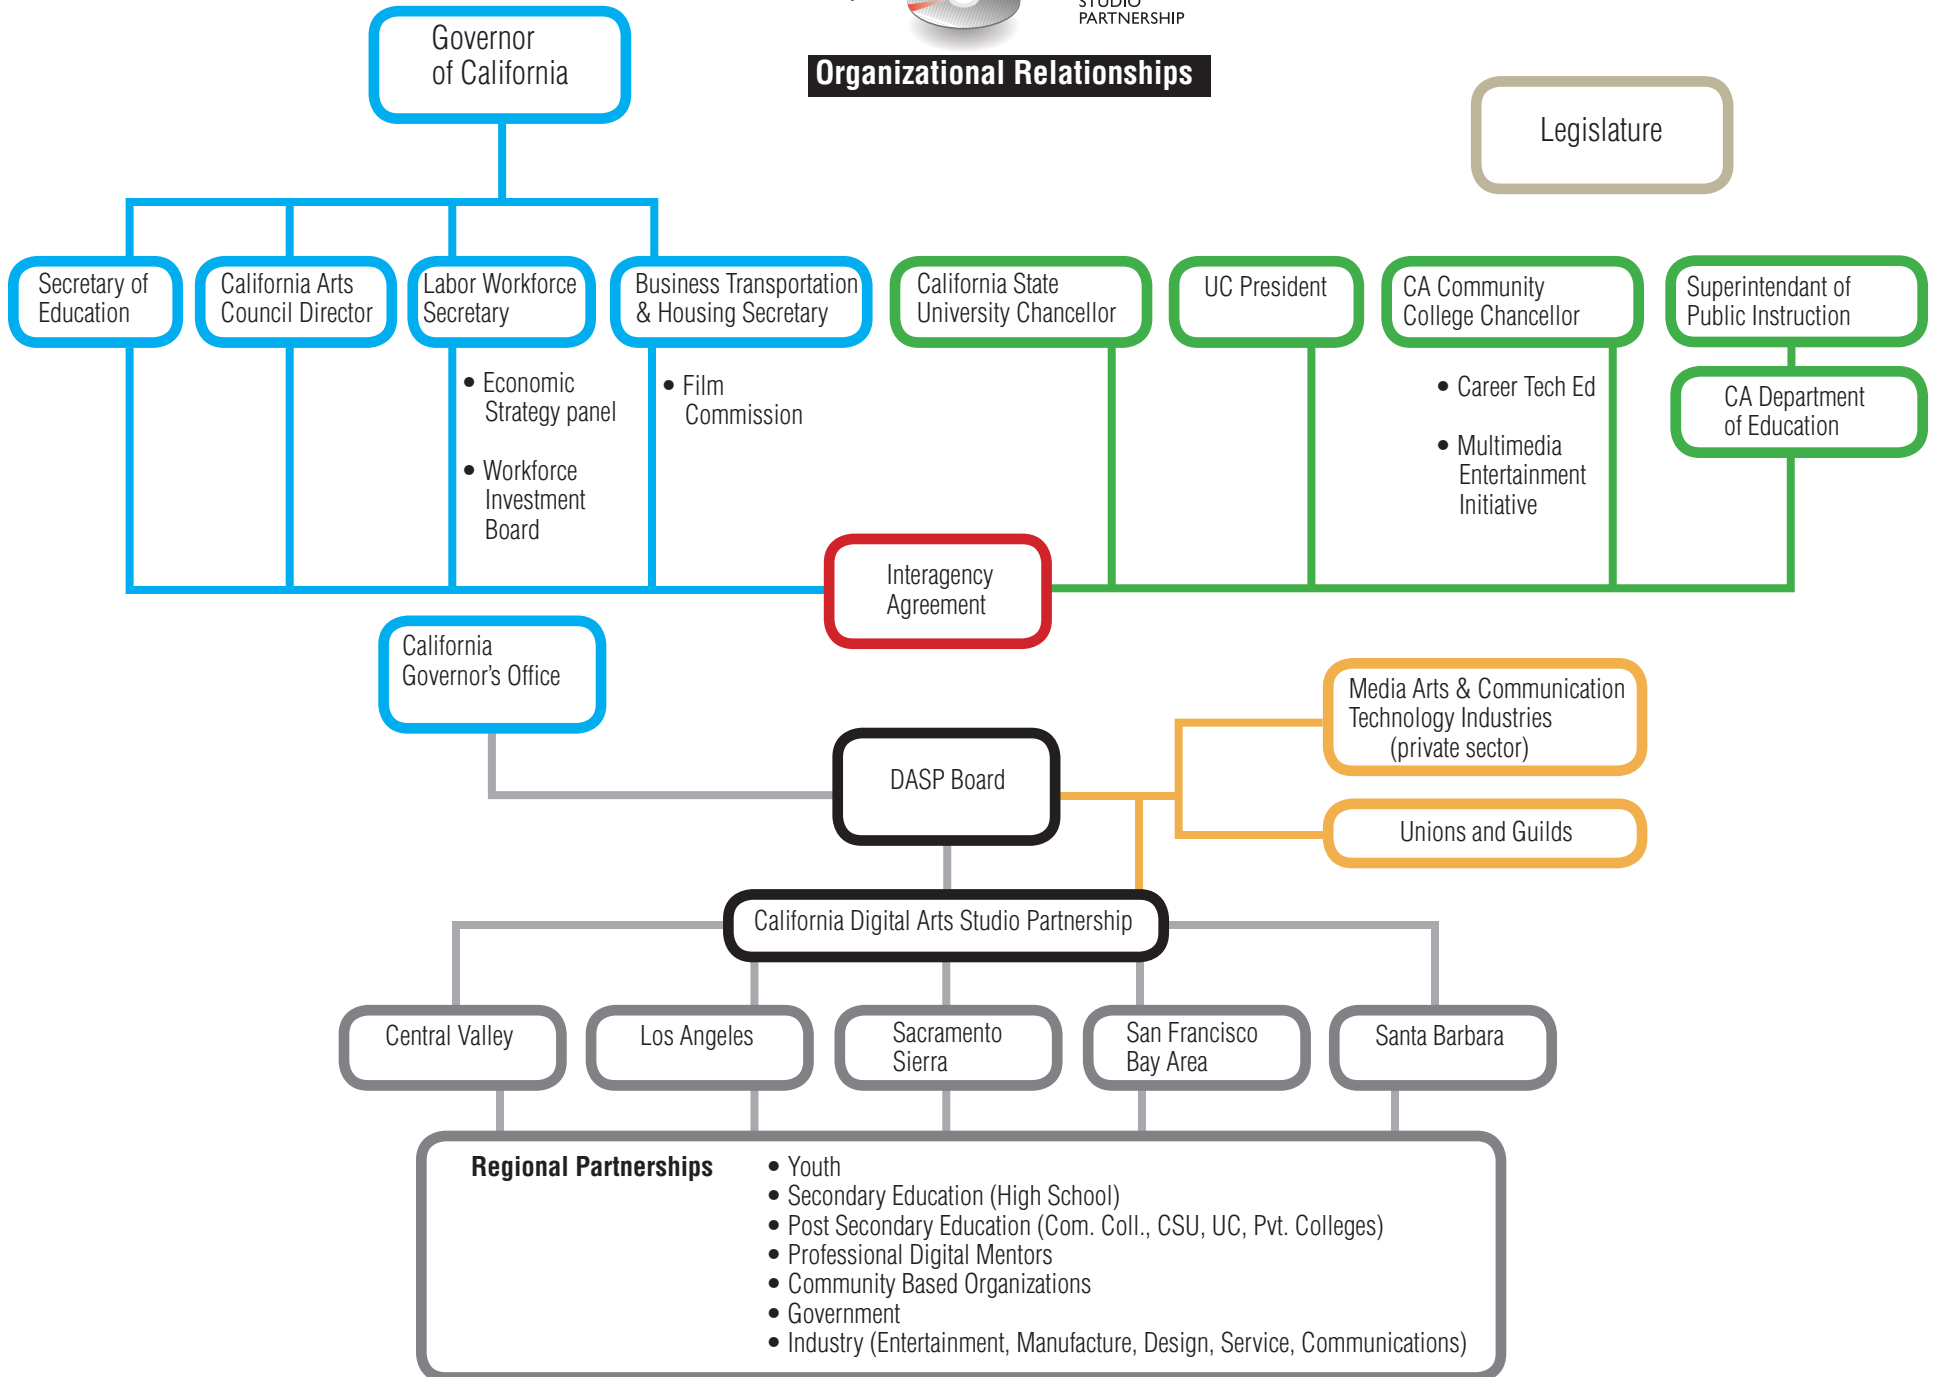 STUDIO
PARTNERSHIP
Organizational Relationships
Governor
of California
Legislature
Secretary of
Education
California Arts
Council Director
Labor Workforce
Secretary
Business Transportation
& Housing Secretary
California State
University Chancellor
UC President
CA Community
College Chancellor
Superintendant of
Public Instruction
• Economic
Strategy panel
• Workforce
Investment
Board
• Film
Commission
• Career Tech Ed
• Multimedia
Entertainment
Initiative
CA Department
of Education
Interagency
Agreement
California
Governor's Office
Media Arts & Communication
Technology Industries
(private sector)
DASP Board
Unions and Guilds
California Digital Arts Studio Partnership
Central Valley
Los Angeles
Sacramento
Sierra
San Francisco
Bay Area
Santa Barbara
Regional Partnerships
• Youth
• Secondary Education (High School)
• Post Secondary Education (Com. Coll., CSU, UC, Pvt. Colleges)
• Professional Digital Mentors
• Community Based Organizations
• Government
• Industry (Entertainment, Manufacture, Design, Service, Communications)